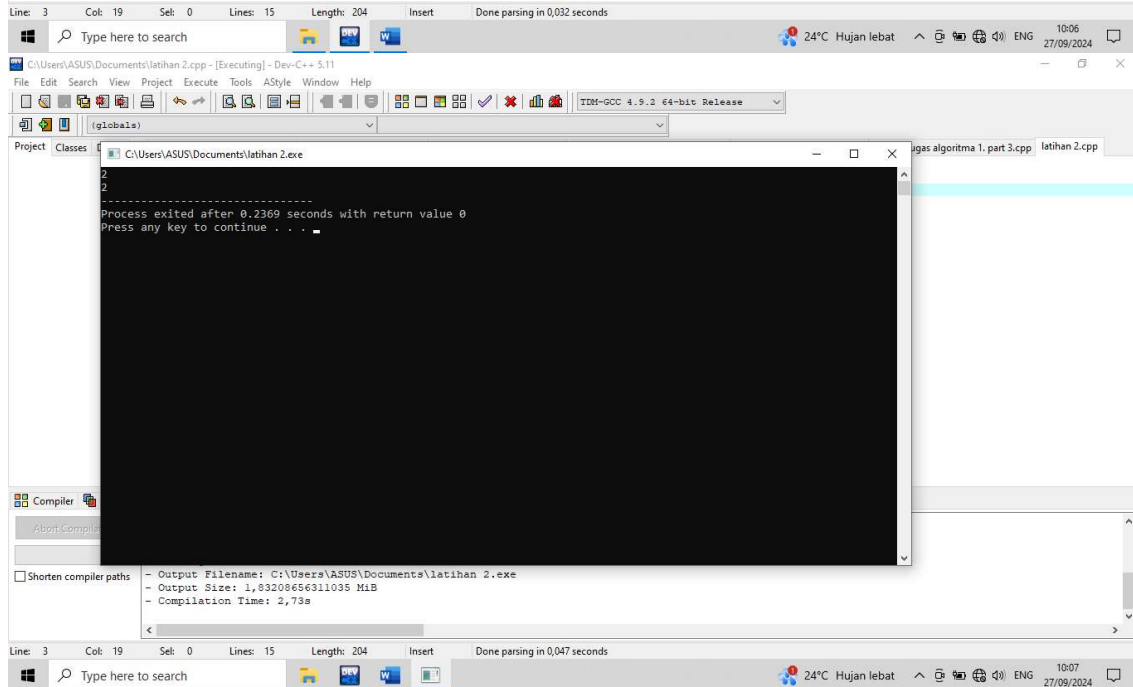 Line: 3 Col: 19 Sel: 0 Lines: 15 Length: 204 Insert Done parsing in 0,032 seconds
Type here to search DEV W 24°C Hujan lebat ENG 10:06
27/09/2024
C:\Users\ASUS\Documents\latihan 2.cpp - [Executing] - Dev-C++ 5.11
File Edit Search View Project Execute Tools AStyle Window Help
TDM-GCC 4.9.2 64-bit Release
(globals)
Project Classes
C:\Users\ASUS\Documents\latihan 2.exe
ugas algoritma 1. part 3.cpp latihan 2.cpp
2
2
--------------------------------
Process exited after 0.2369 seconds with return value 0
Press any key to continue . . .
Compiler
Abort Compila
Shorten compiler paths
- Output Filename: C:\Users\ASUS\Documents\latihan 2.exe
- Output Size: 1,83208656311035 MiB
- Compilation Time: 2,73s
Line: 3 Col: 19 Sel: 0 Lines: 15 Length: 204 Insert Done parsing in 0,047 seconds
Type here to search DEV W 24°C Hujan lebat ENG 10:07
27/09/2024